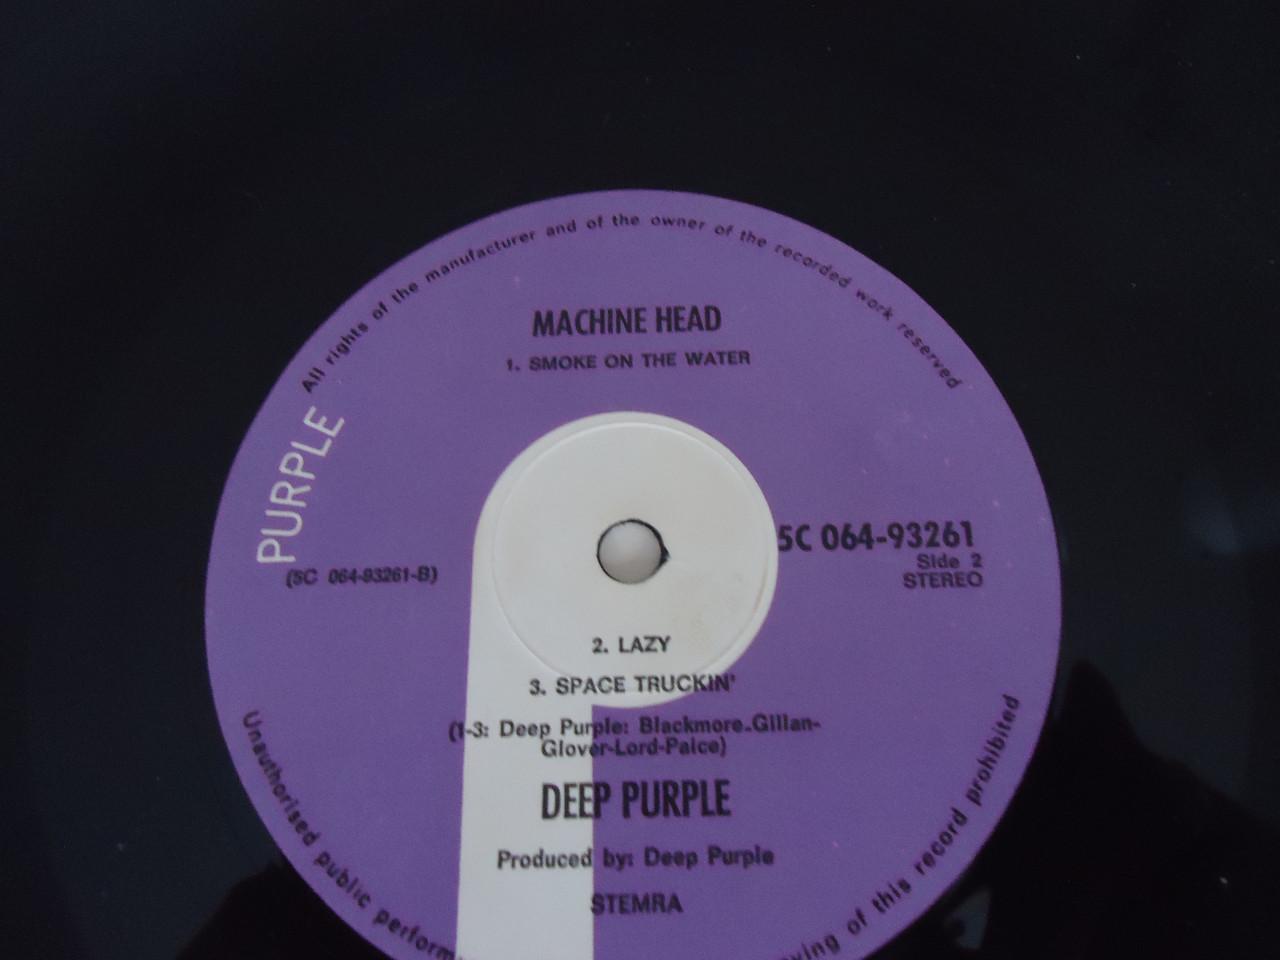 All rights of the manufacturer and of the owner of the recorded work reserved
MACHINE HEAD
1. SMOKE ON THE WATER
PURPLE
5C 064-93261
Side 2
STEREO
(5C 064-93261-B)
2. LAZY
3. SPACE TRUCKIN'
(1-3: Deep Purple: Blackmore-Gillan-
Glover-Lord-Paice)
DEEP PURPLE
Produced by: Deep Purple
STEMRA
Unauthorised public
of this record prohibited